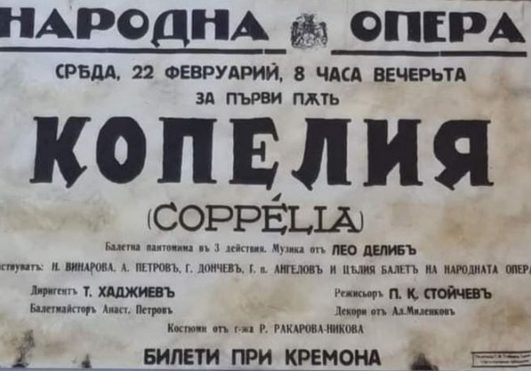 НАРОДНА ОПЕРА
СРѢДА, 22 ФЕВРУАРИЙ, 8 ЧАСА ВЕЧЕРЬТА
ЗА ПЪРВИ ПѪТЬ
КОПЕЛИЯ
(COPPÉLIA)
Балетна пантомима въ 3 действия. Музика отъ ЛЕО ДЕЛИБЪ
Н. ВИНАРОВА, А. ПЕТРОВЪ, Г. ДОНЧЕВЪ, Г. п. АНГЕЛОВЪ И ЦѢЛИЯ БАЛЕТЪ НА НАРОДНАТА ОПЕР
Диригентъ Т. ХАДЖИЕВЪ Режисьоръ П. К. СТОЙЧЕВЪ
Балетмайсторъ Анаст. Петровъ Декори отъ Ал. Миленковъ
Костюми отъ г-жа Р. РАКАРОВА-НИКОВА
БИЛЕТИ ПРИ КРЕМОНА